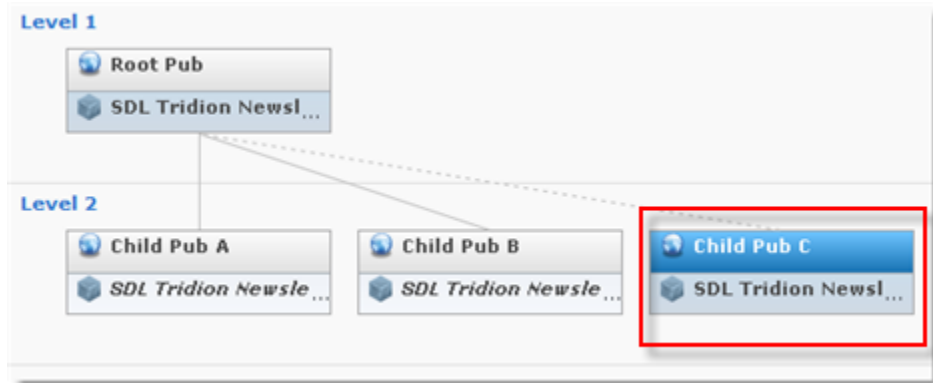 Level 1
Root Pub
SDL Tridion Newsl...
Level 2
Child Pub A
Child Pub B
Child Pub C
SDL Tridion Newsle...
SDL Tridion Newsle...
SDL Tridion Newsl...